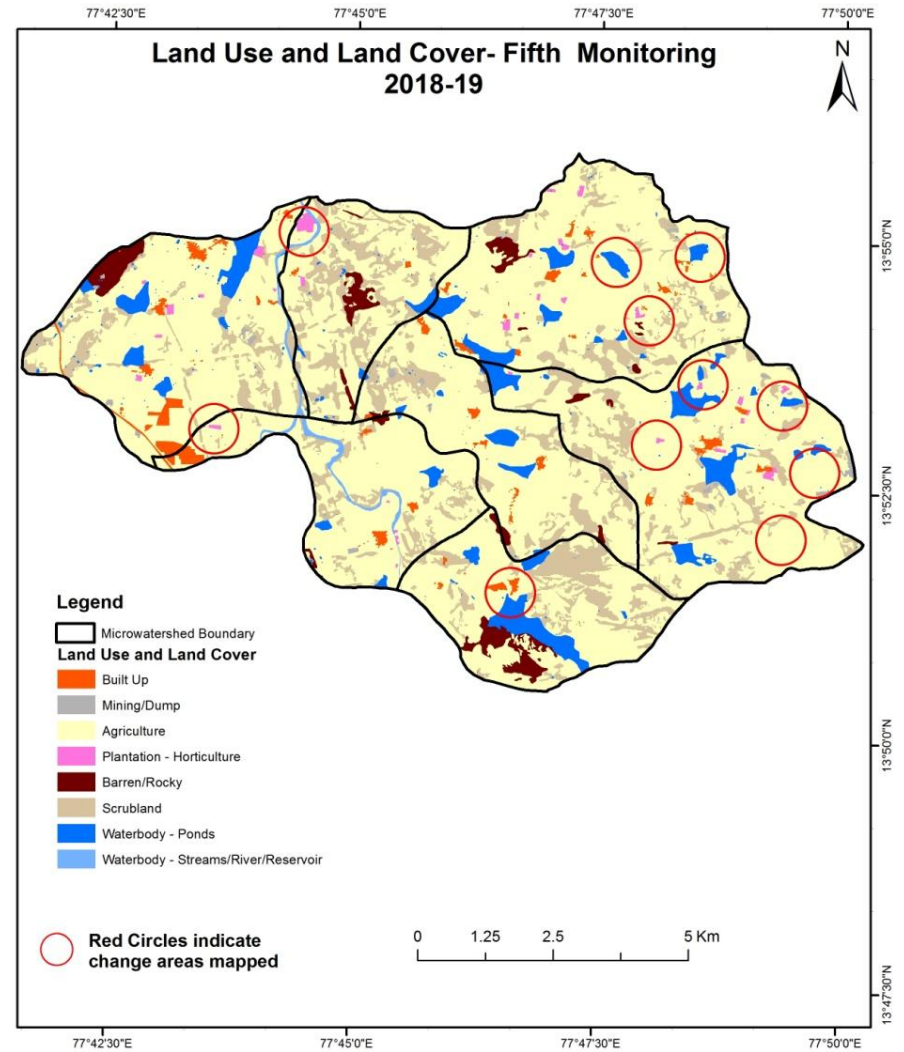 77°42'30"E 77°45'0"E 77°47'30"E 77°50'0"E
Land Use and Land Cover- Fifth Monitoring
2018-19
N
13°55'0"N
13°52'30"N
13°50'0"N
13°47'30"N
Legend
Microwatershed Boundary
Land Use and Land Cover
Built Up
Mining/Dump
Agriculture
Plantation - Horticulture
Barren/Rocky
Scrubland
Waterbody - Ponds
Waterbody - Streams/River/Reservoir
Red Circles indicate
change areas mapped
0 1.25 2.5 5 Km
77°42'30"E 77°45'0"E 77°47'30"E 77°50'0"E